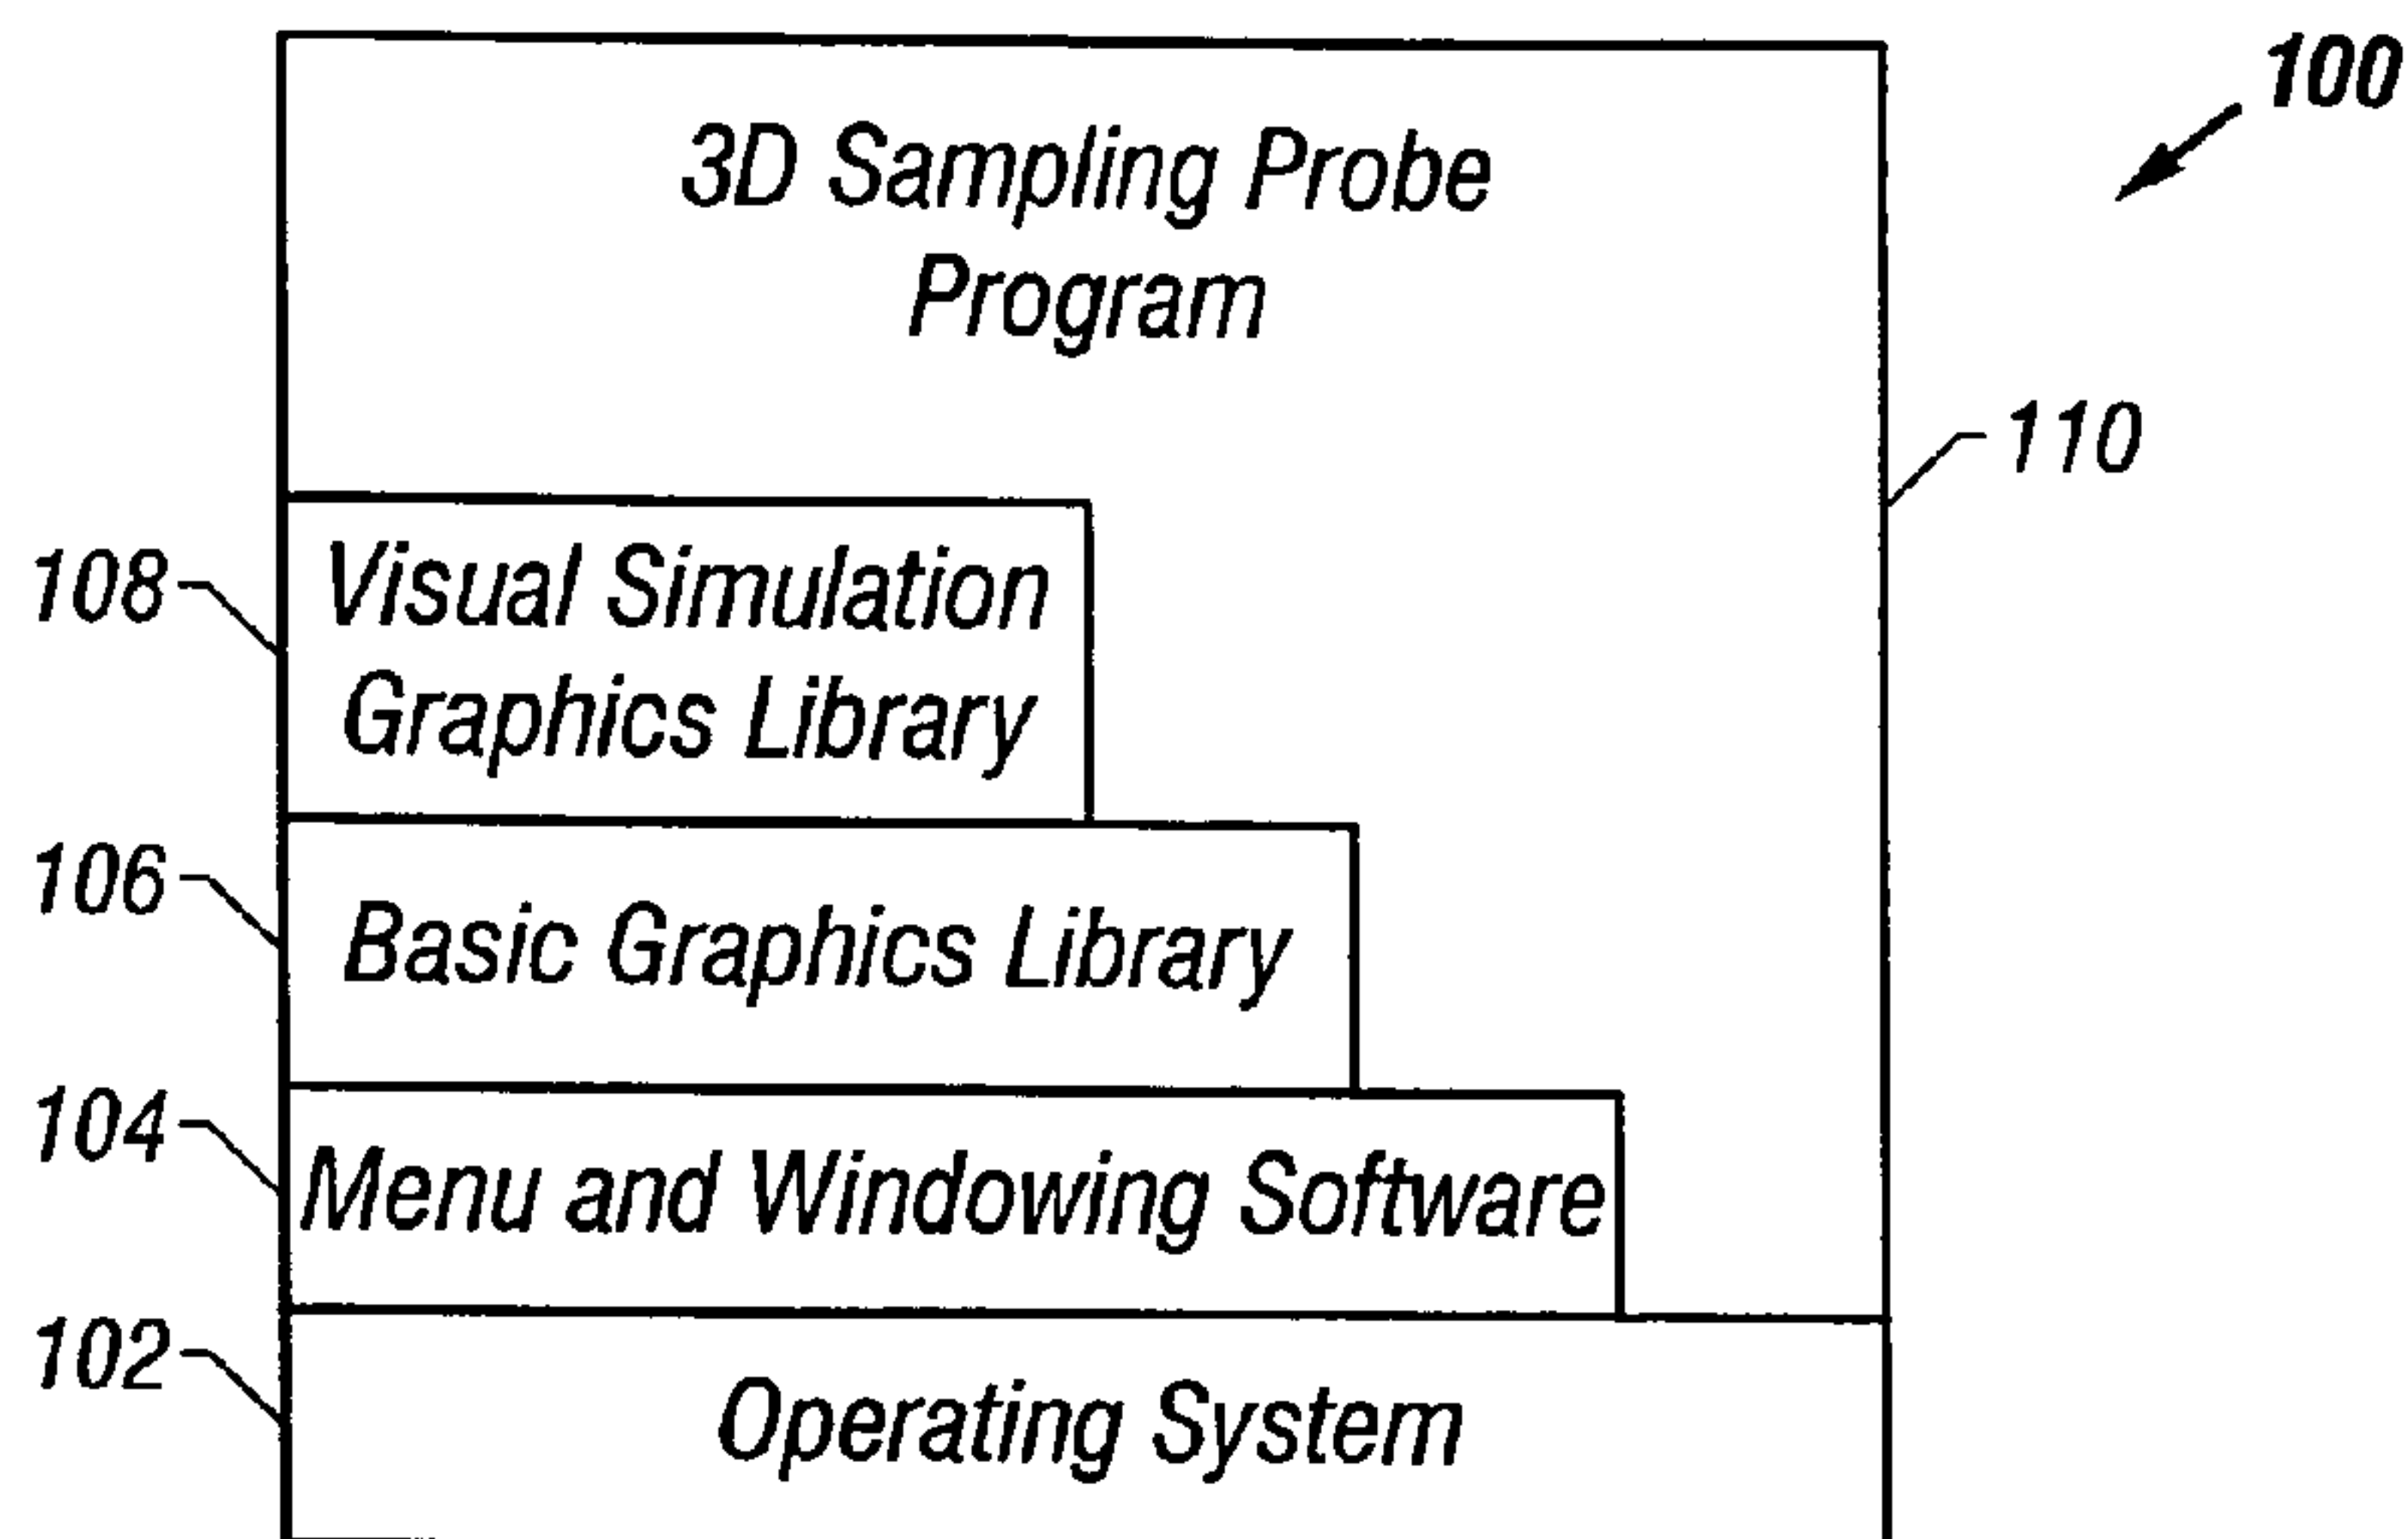 100
3D Sampling Probe
Program
110
108
Visual Simulation
Graphics Library
106
Basic Graphics Library
104
Menu and Windowing Software
102
Operating System